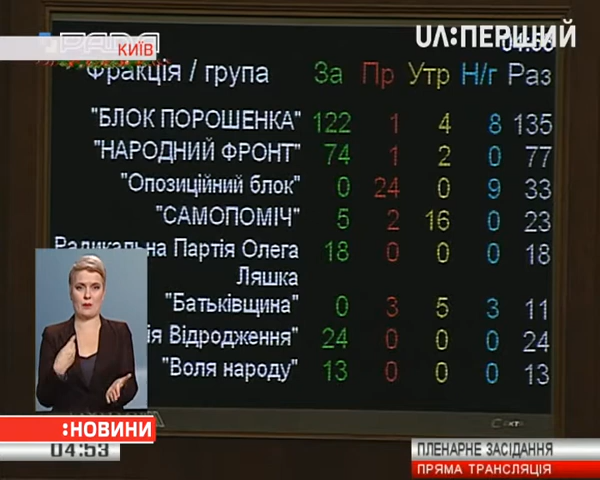 РАДА
КИЇВ
UA:ПЕРШИЙ
Фракція / група За Пр Утр Н/г Раз
"БЛОК ПОРОШЕНКА" 122 1 4 8 135
"НАРОДНИЙ ФРОНТ" 74 1 2 0 77
"Опозиційний блок" 0 24 0 9 33
"САМОПОМІЧ" 5 2 16 0 23
Радикальна Партія Олега 18 0 0 0 18
Ляшка
"Батьківщина" 0 3 5 3 11
ія Відродження" 24 0 0 0 24
"Воля народу" 13 0 0 0 13
:НОВИНИ
04:53
ПЛЕНАРНЕ ЗАСІДАННЯ
ПРЯМА ТРАНСЛЯЦІЯ